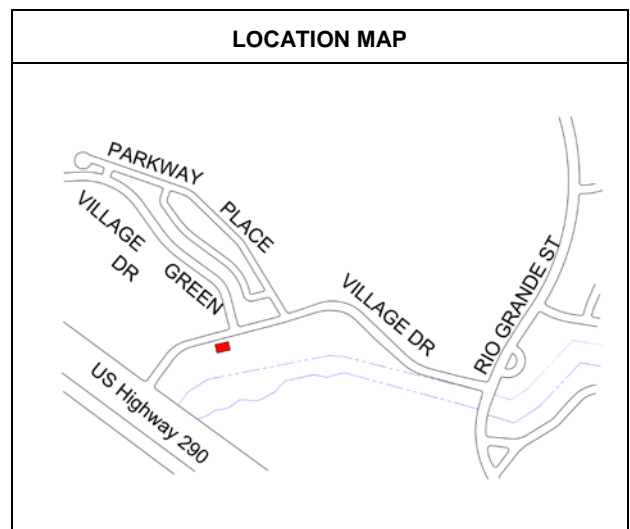 LOCATION MAP
PARKWAY
PLACE
VILLAGE
DR
GREEN
VILLAGE DR
RIO GRANDE ST
US Highway 290